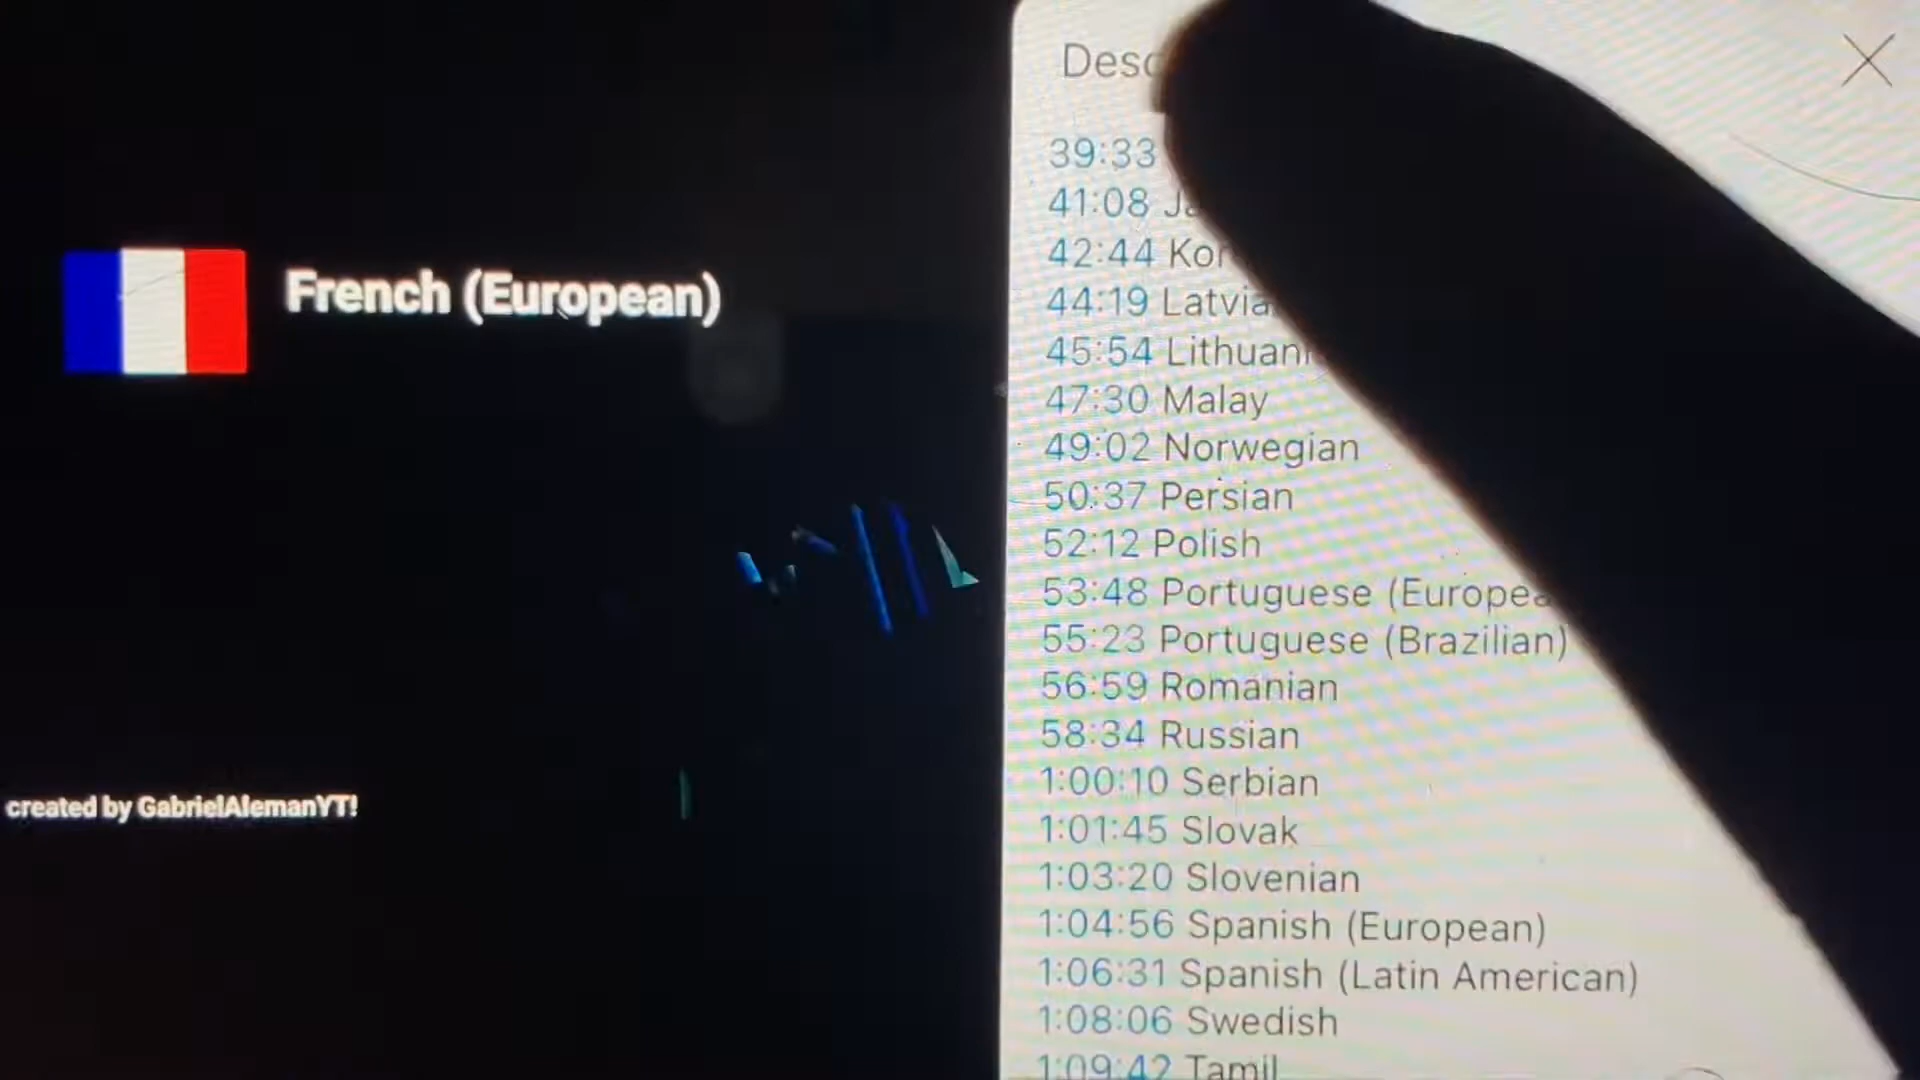 French (European)
created by GabrielAlemanYT!
39:33
41:08
42:44
44:19
45:54
47:30 Malay
49:02 Norwegian
50:37 Persian
52:12 Polish
53:48 Portuguese
55:23 Portuguese (Brazilian)
56:59 Romanian
58:34 Russian
1:00:10 Serbian
1:01:45 Slovak
1:03:20 Slovenian
1:04:56 Spanish (European)
1:06:31 Spanish (Latin American)
1:08:06 Swedish
1:09:42 Tamil